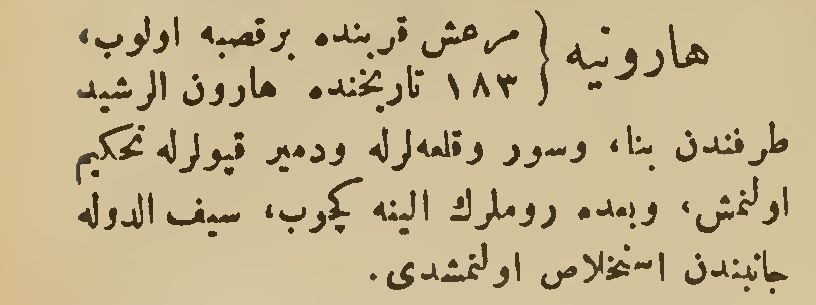 هارونیه { مرعش قربنده برقصبه اولوب،
۱۸۳ تاریخنده هارون الرشید
طرفندن بنا، وسور وقلعه‌لرله ودمیر قپولرله تحکیم
اولنمش، وبعده روملرك الینه کچوب، سیف الدوله
جانبندن استخلاص اولنمشدی.